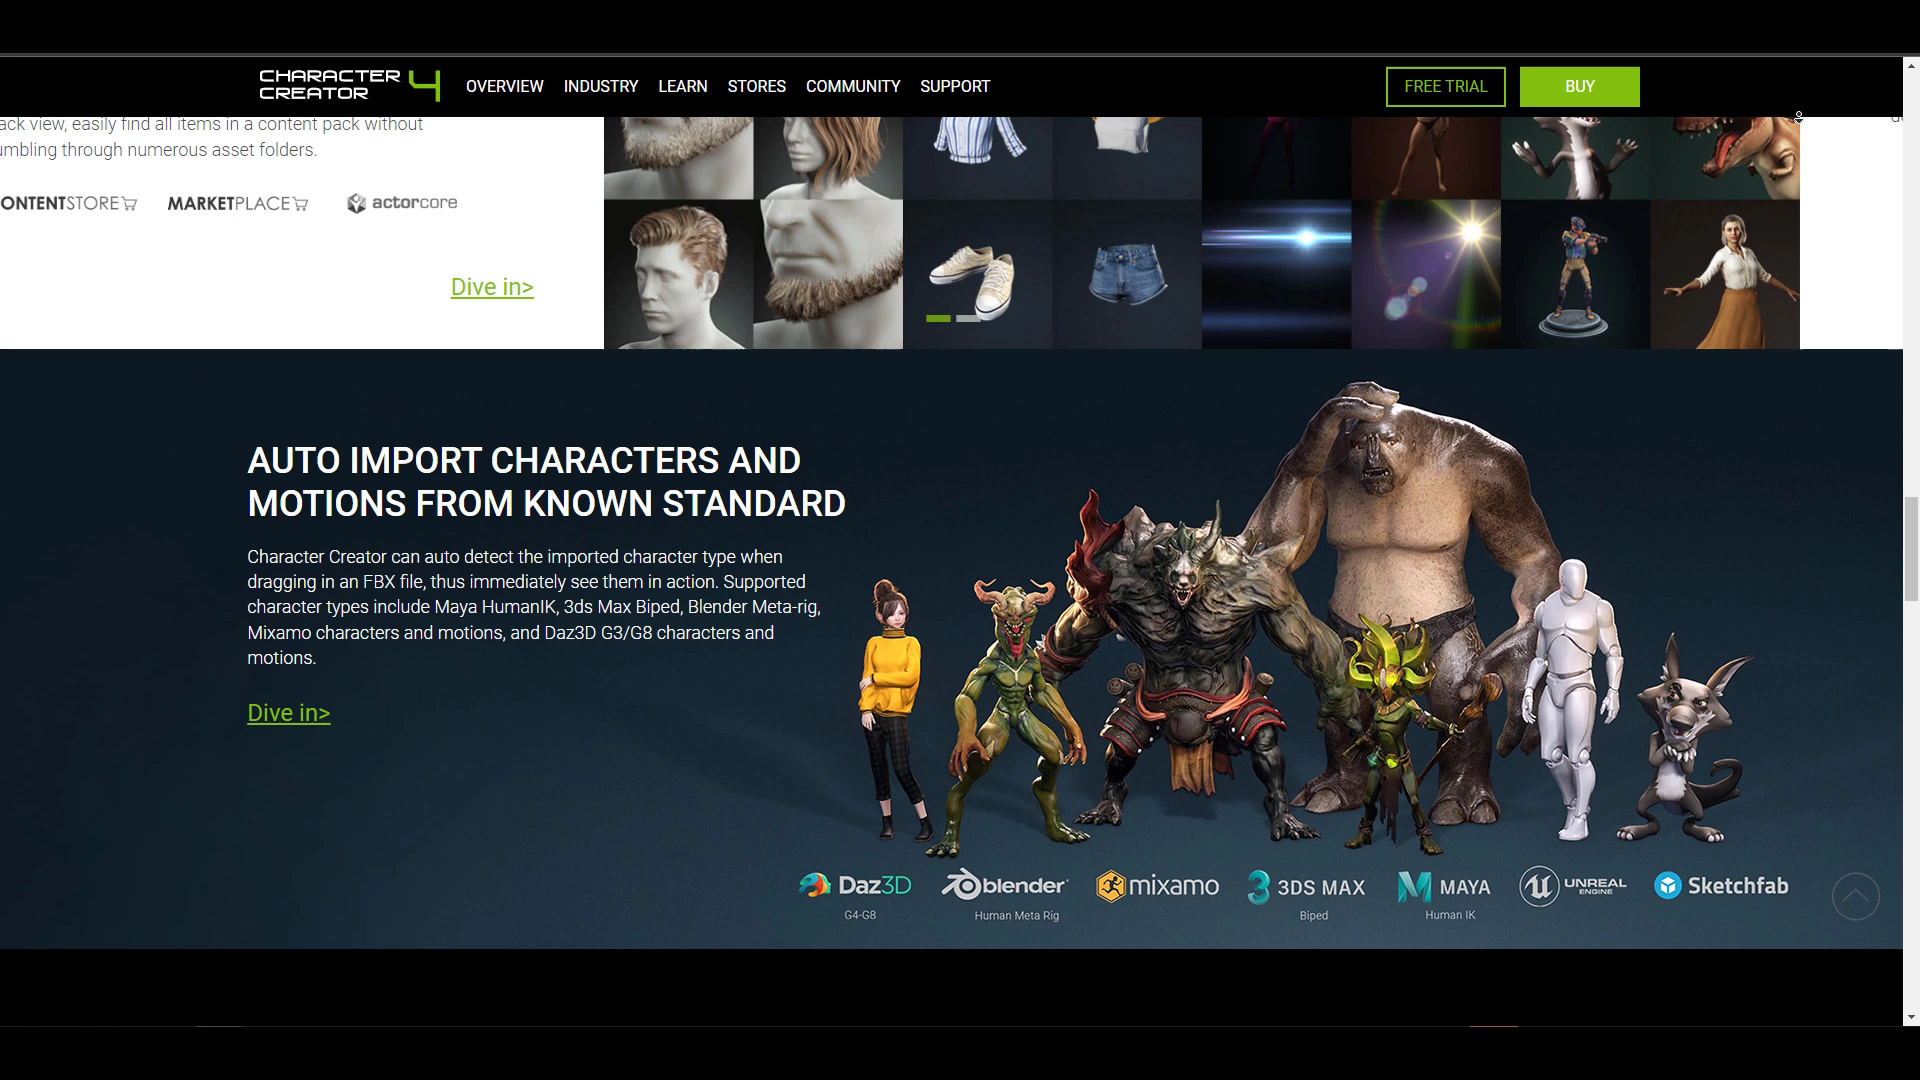 CHARACTER
CREATOR 4
OVERVIEW INDUSTRY LEARN STORES COMMUNITY SUPPORT FREE TRIAL BUY
ack view, easily find all items in a content pack without
umbling through numerous asset folders.
ONTENTSTORE MARKETPLACE actorcore
Dive in>
AUTO IMPORT CHARACTERS AND
MOTIONS FROM KNOWN STANDARD
Character Creator can auto detect the imported character type when
dragging in an FBX file, thus immediately see them in action. Supported
character types include Maya HumanIK, 3ds Max Biped, Blender Meta-rig,
Mixamo characters and motions, and Daz3D G3/G8 characters and
motions.
Dive in>
Daz3D blender mixamo 3DS MAX MAYA UNREAL ENGINE Sketchfab
G4-G8 Human Meta Rig Biped Human IK